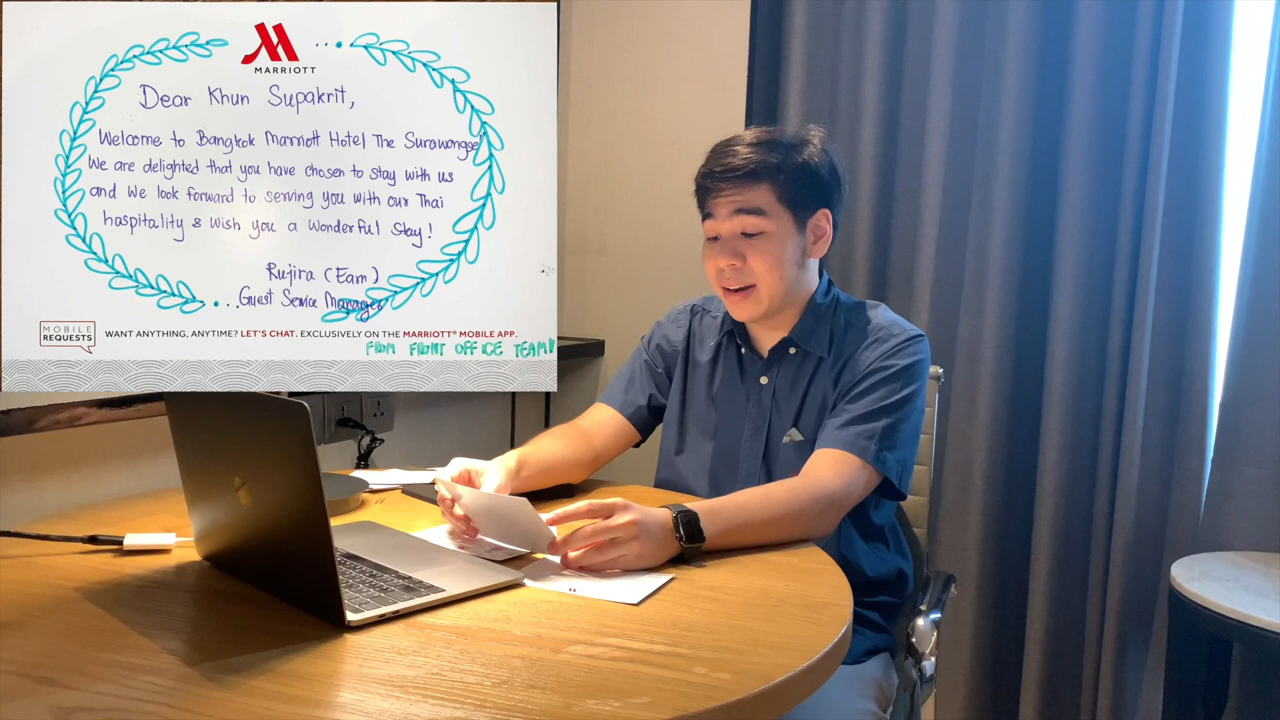 MARRIOTT
Dear Khun Supakrit,
Welcome to Bangkok Marriott Hotel The Surawongse
We are delighted that you have chosen to stay with us
and We look forward to serving you with our Thai
hospitality & Wish you a Wonderful Stay!
Rujira (Earn)
Guest Service Manager
MOBILE
REQUESTS
WANT ANYTHING, ANYTIME? LET'S CHAT. EXCLUSIVELY ON THE MARRIOTT® MOBILE APP.
FROM FRONT OFFICE TEAM!